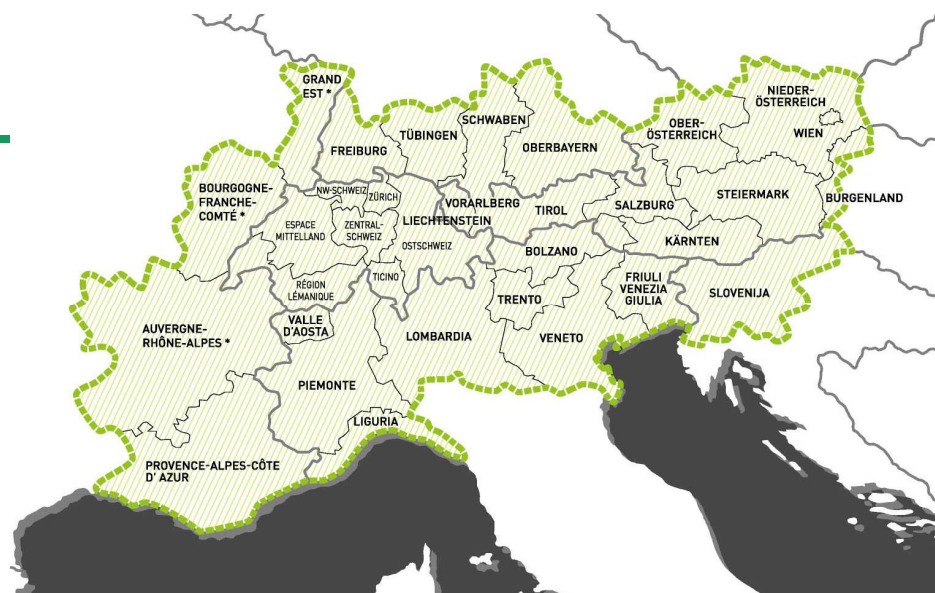 GRAND
EST *
NIEDER-
ÖSTERREICH
SCHWABEN
OBER-
ÖSTERREICH
WIEN
TÜBINGEN
FREIBURG
OBERBAYERN
BOURGOGNE-
FRANCHE-
COMTÉ *
NW-SCHWEIZ
ZÜRICH
VORARLBERG
TIROL
SALZBURG
STEIERMARK
BURGENLAND
ESPACE
MITTELLAND
ZENTRAL-
SCHWEIZ
LIECHTENSTEIN
OSTSCHWEIZ
BOLZANO
KÄRNTEN
RÉGION
LÉMANIQUE
TICINO
TRENTO
FRIULI
VENEZIA
GIULIA
SLOVENIJA
VALLE
D'AOSTA
AUVERGNE-
RHÔNE-ALPES *
LOMBARDIA
VENETO
PIEMONTE
LIGURIA
PROVENCE-ALPES-CÔTE
D' AZUR